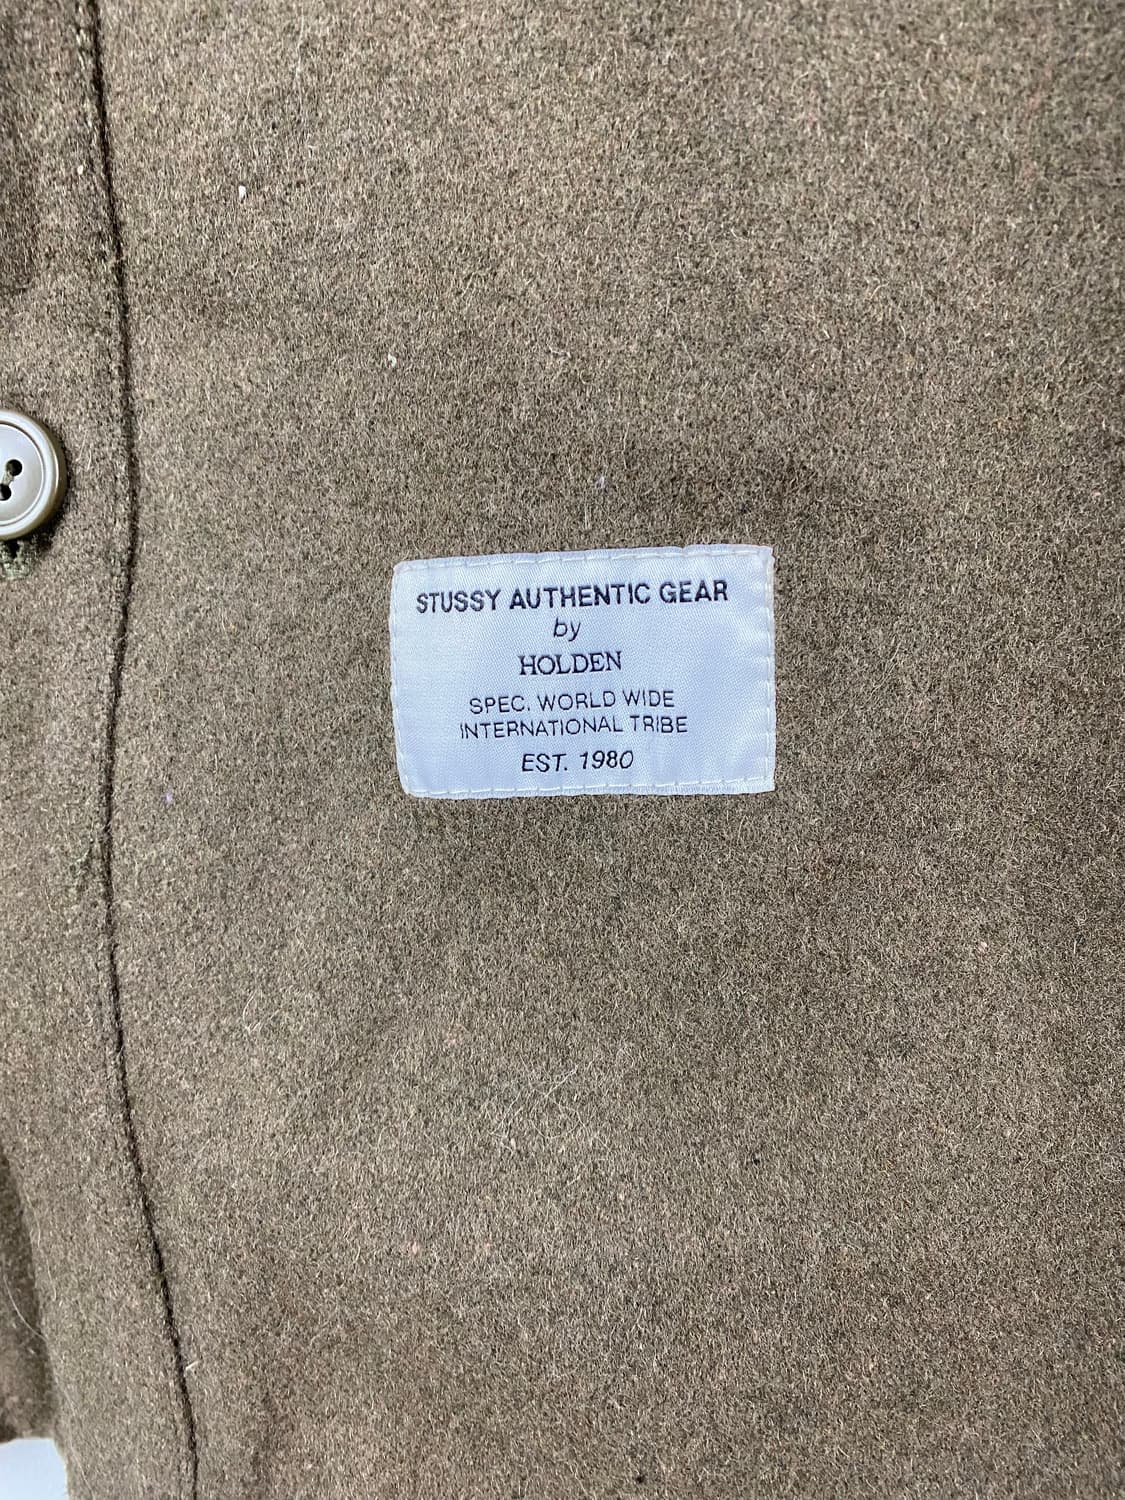 STUSSY AUTHENTIC GEAR
by
HOLDEN
SPEC. WORLD WIDE
INTERNATIONAL TRIBE
EST. 1980